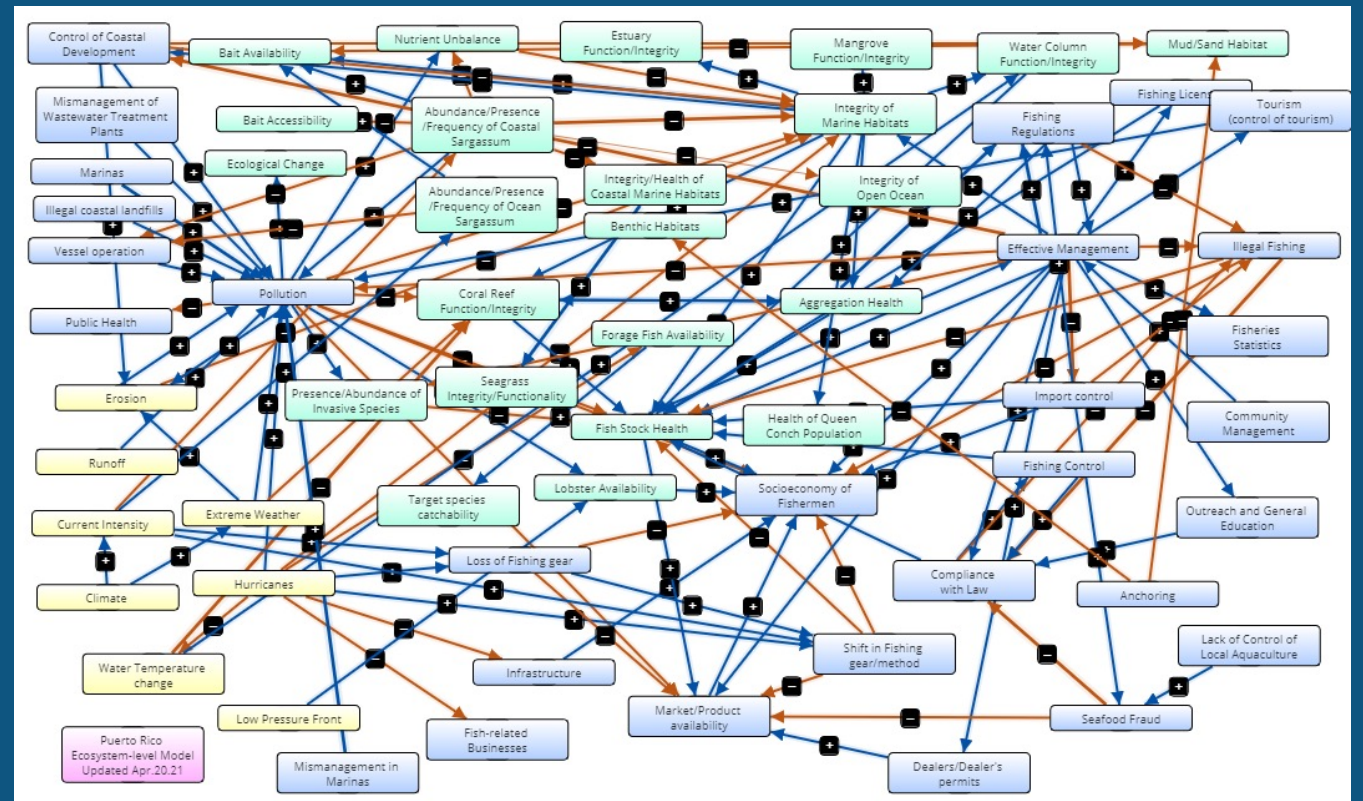 Control of Coastal
Development
Bait Availability
Nutrient Unbalance
Estuary
Function/Integrity
Mangrove
Function/Integrity
Water Column
Function/Integrity
Mud/Sand Habitat
Mismanagement of
Wastewater Treatment
Plants
Bait Accessibility
Abundance/Presence
/Frequency of Coastal
Sargassum
Integrity of
Marine Habitats
Fishing
Regulations
Fishing
Tourism
(control of tourism)
Ecological Change
Marinas
Illegal coastal landfills
Abundance/Presence
/Frequency of Ocean
Sargassum
Integrity/Health of
Coastal Marine Habitats
Integrity of
Open Ocean
Benthic Habitats
Vessel operation
Effective Management
Illegal Fishing
Pollution
Coral Reef
Function/Integrity
Aggregation Health
Public Health
Forage Fish Availability
Fisheries
Statistics
Erosion
Presence/Abundance of
Invasive Species
Seagrass
Integrity/Functionality
Import control
Fish Stock Health
Health of Queen
Conch Population
Community
Management
Runoff
Fishing Control
Lobster Availability
Socioeconomy of
Fishermen
Target species
catchability
Extreme Weather
Current Intensity
Outreach and General
Education
Loss of Fishing gear
Hurricanes
Climate
Compliance
with Law
Anchoring
Water Temperature
change
Infrastructure
Shift in Fishing
gear/method
Lack of Control of
Local Aquaculture
Low Pressure Front
Market/Product
availability
Seafood Fraud
Puerto Rico
Ecosystem-level Model
Updated Apr.20.21
Fish-related
Businesses
Mismanagement in
Marinas
Dealers/Dealer's
permits